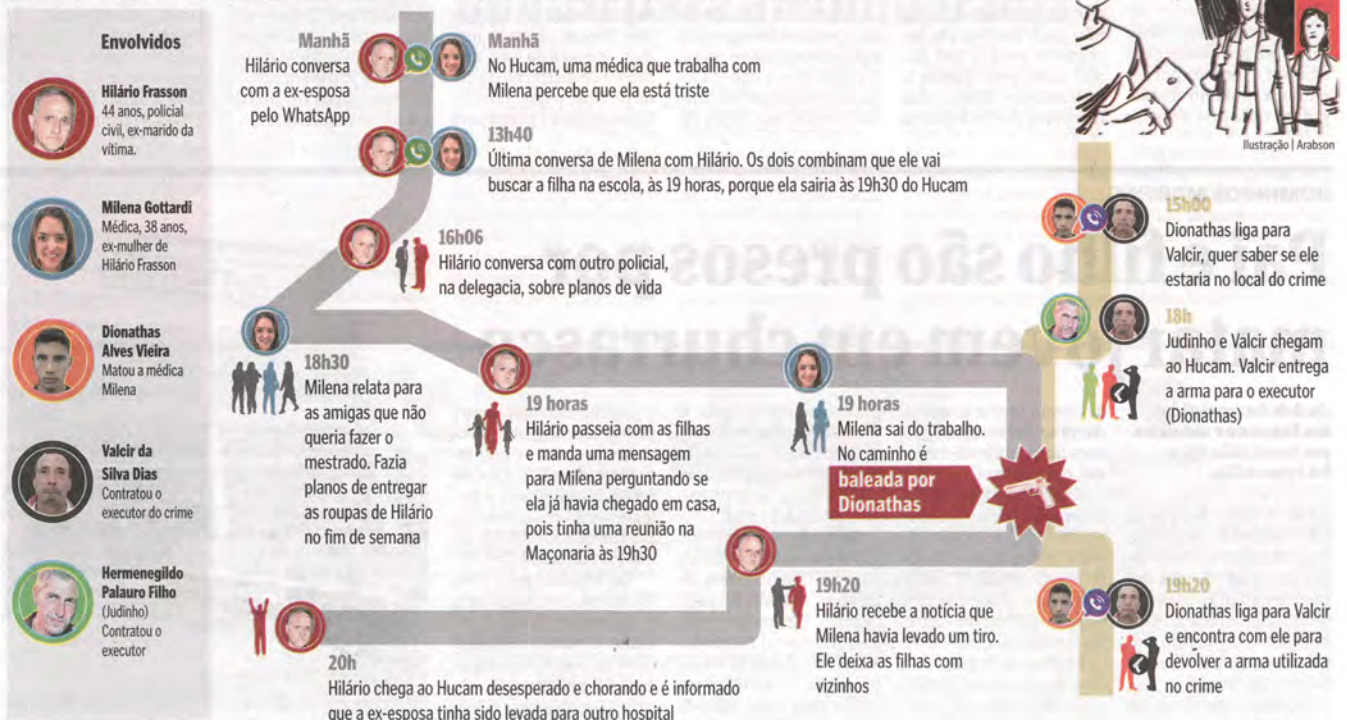 Envolvidos
Hilário Frasson
44 anos, policial
civil, ex-marido da
vítima.
Milena Gottardi
Médica, 38 anos,
ex-mulher de
Hilário Frasson
Dionathas
Alves Vieira
Matou a médica
Milena
Valcir da
Silva Dias
Contratou o
executor do crime
Hermenegildo
Palauro Filho
(Judinho)
Contratou o
executor
Manhã
Hilário conversa
com a ex-esposa
pelo WhatsApp
Manhã
No Hucam, uma médica que trabalha com
Milena percebe que ela está triste
13h40
Última conversa de Milena com Hilário. Os dois combinam que ele vai
buscar a filha na escola, às 19 horas, porque ela sairia às 19h30 do Hucam
16h06
Hilário conversa com outro policial,
na delegacia, sobre planos de vida
18h30
Milena relata para
as amigas que não
queria fazer o
mestrado. Fazia
planos de entregar
as roupas de Hilário
no fim de semana
19 horas
Hilário passeia com as filhas
e manda uma mensagem
para Milena perguntando se
ela já havia chegado em casa,
pois tinha uma reunião na
Maçonaria às 19h30
19 horas
Milena sai do trabalho.
No caminho é
baleada por
Dionathas
Ilustração | Arabson
15h00
Dionathas liga para
Valcir, quer saber se ele
estaria no local do crime
18h
Judinho e Valcir chegam
ao Hucam. Valcir entrega
a arma para o executor
(Dionathas)
19h20
Dionathas liga para Valcir
e encontra com ele para
devolver a arma utilizada
no crime
19h20
Hilário recebe a notícia que
Milena havia levado um tiro.
Ele deixa as filhas com
vizinhos
20h
Hilário chega ao Hucam desesperado e chorando e é informado
que a ex-esposa tinha sido levada para outro hospital